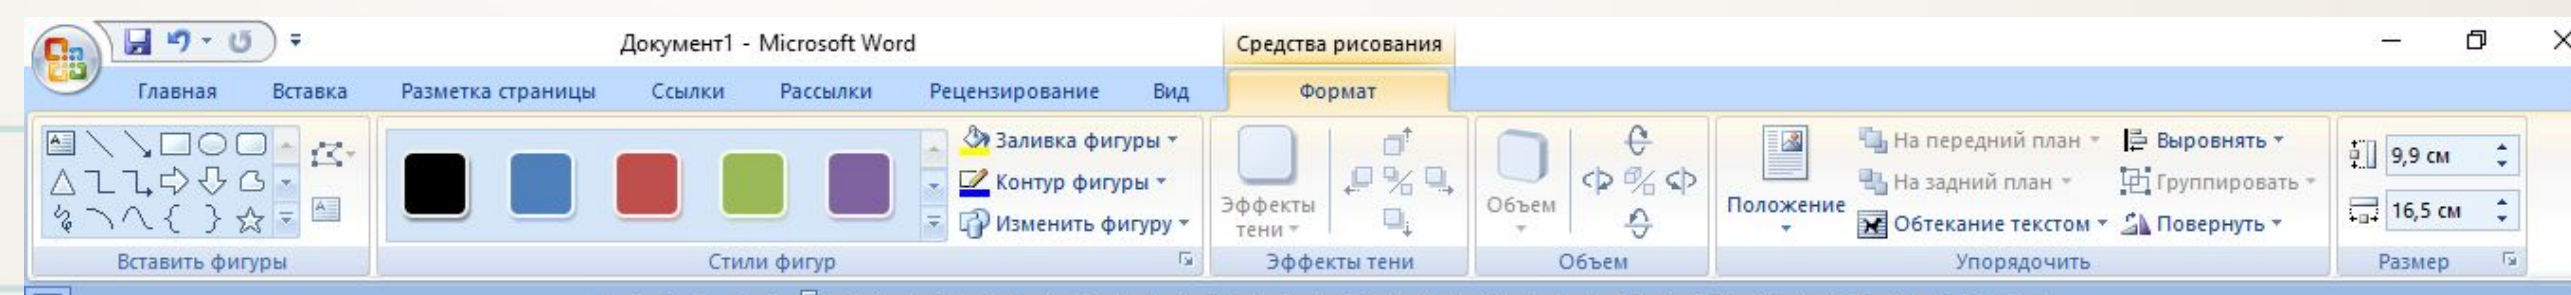 Документ1 - Microsoft Word
Средства рисования
Главная Вставка Разметка страницы Ссылки Рассылки Рецензирование Вид Формат
Заливка фигуры
Контур фигуры
Изменить фигуру
Эффекты тени
Объем
Положение
На передний план
На задний план
Обтекание текстом
Выровнять
Группировать
Повернуть
9,9 см
16,5 см
Вставить фигуры Стили фигур Эффекты тени Объем Упорядочить Размер